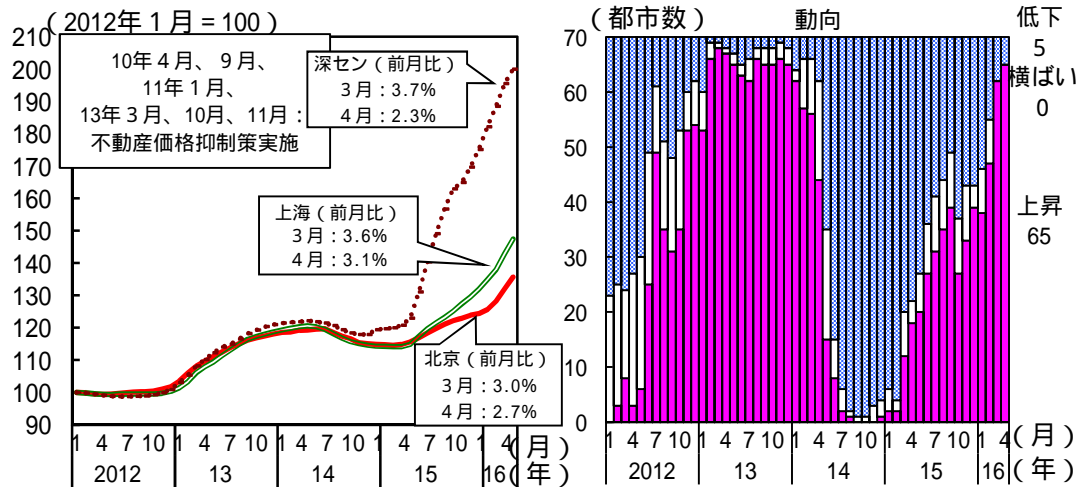 (2012年1月=100)
210
200
190
180
170
160
150
140
130
120
110
100
90
10年4月、9月、
11年1月、
13年3月、10月、11月:
不動産価格抑制策実施
深セン(前月比)
3月:3.7%
4月:2.3%
上海(前月比)
3月:3.6%
4月:3.1%
北京(前月比)
3月:3.0%
4月:2.7%
1 4 7 10 1 4 7 10 1 4 7 10 1 4 7 10 1 (月)
2012 13 14 15 16 (年)
(都市数) 動向
70
60
50
40
30
20
10
0
低下
5
横ばい
0
上昇
65
1 4 7 10 1 4 7 10 1 4 7 10 1 4 7 10 1 4 (月)
2012 13 14 15 16 (年)